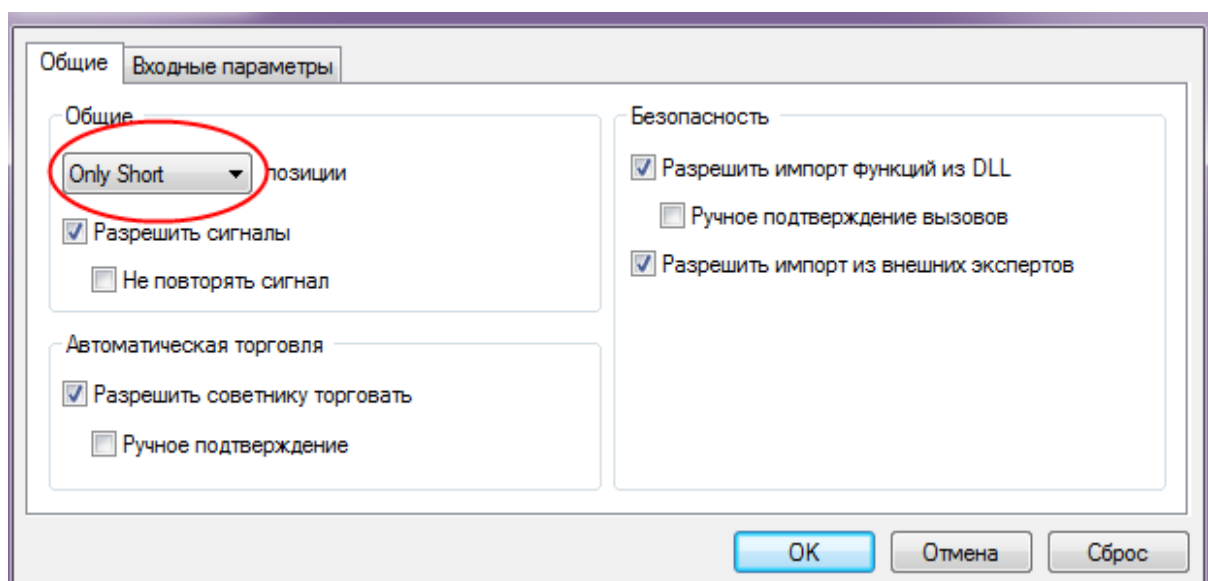 Общие
Входные параметры
Общие
Only Short
позиции
Разрешить сигналы
Не повторять сигнал
Автоматическая торговля
Разрешить советнику торговать
Ручное подтверждение
Безопасность
Разрешить импорт функций из DLL
Ручное подтверждение вызовов
Разрешить импорт из внешних экспертов
OK
Отмена
Сброс